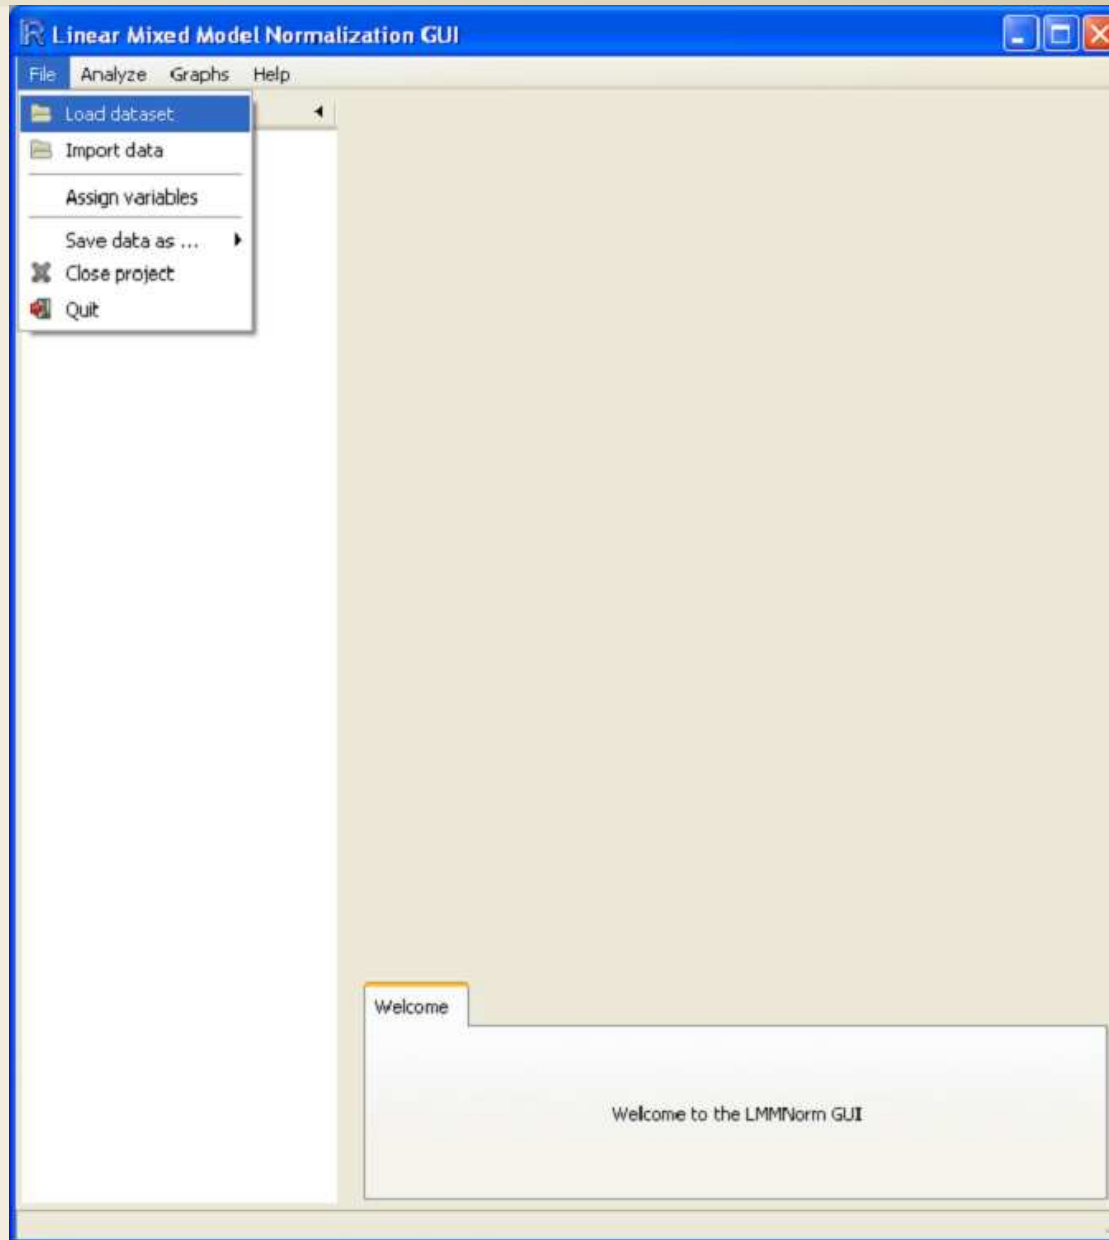 Linear Mixed Model Normalization GUI
File Analyze Graphs Help
Load dataset
Import data
Assign variables
Save data as ...
Close project
Quit
Welcome
Welcome to the LMMNorm GUI